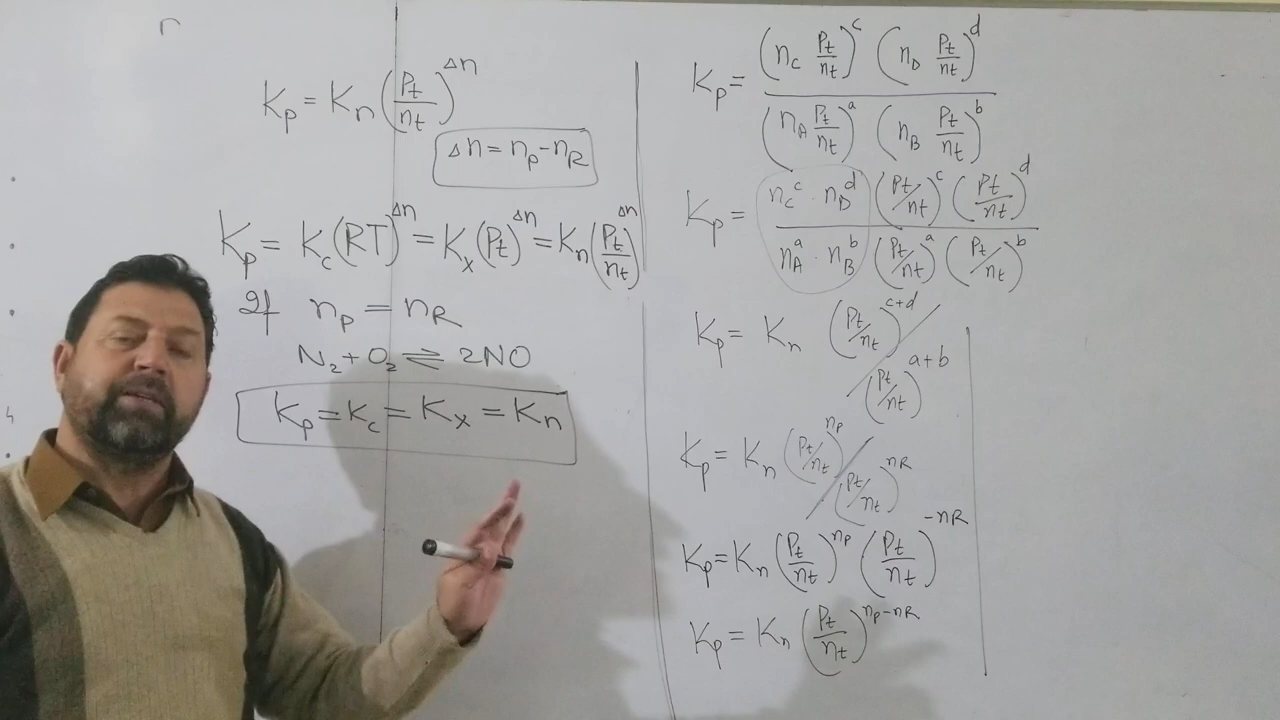 Kp = Kn (Pt/nt)^Δn
Δn = np - nR
Kp = Kc(RT)^Δn = Kx(Pt)^Δn = Kn(Pt/nt)^Δn
If np = nR
N₂ + O₂ ⇌ 2NO
Kp = Kc = Kx = Kn
Kp = (nC Pt/nt)^c (nD Pt/nt)^d / (nA Pt/nt)^a (nB Pt/nt)^b
Kp = nC^c · nD^d (Pt/nt)^c (Pt/nt)^d / nA^a · nB^b (Pt/nt)^a (Pt/nt)^b
Kp = Kn (Pt/nt)^c+d / (Pt/nt)^a+b
Kp = Kn (Pt/nt)^np / (Pt/nt)^nR
Kp = Kn (Pt/nt)^np (Pt/nt)^-nR
Kp = Kn (Pt/nt)^np-nR